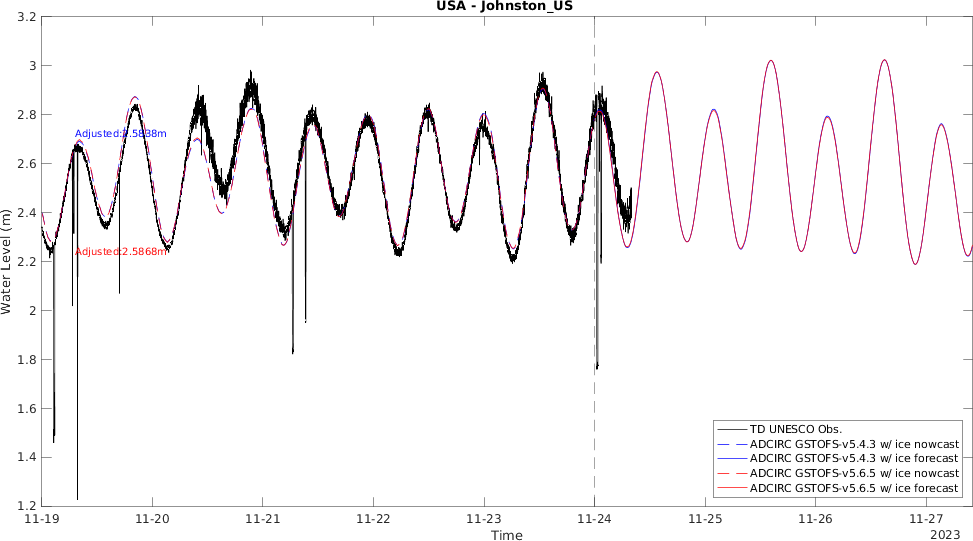 USA - Johnston_US
3.2
3
2.8
2.6
2.4
2.2
2
1.8
1.6
1.4
1.2
Water Level (m)
Adjusted:2.5838m
Adjusted:2.5868m
TD UNESCO Obs.
ADCIRC GSTOFS-v5.4.3 w/ ice nowcast
ADCIRC GSTOFS-v5.4.3 w/ ice forecast
ADCIRC GSTOFS-v5.6.5 w/ ice nowcast
ADCIRC GSTOFS-v5.6.5 w/ ice forecast
11-19 11-20 11-21 11-22 11-23 11-24 11-25 11-26 11-27
Time
2023